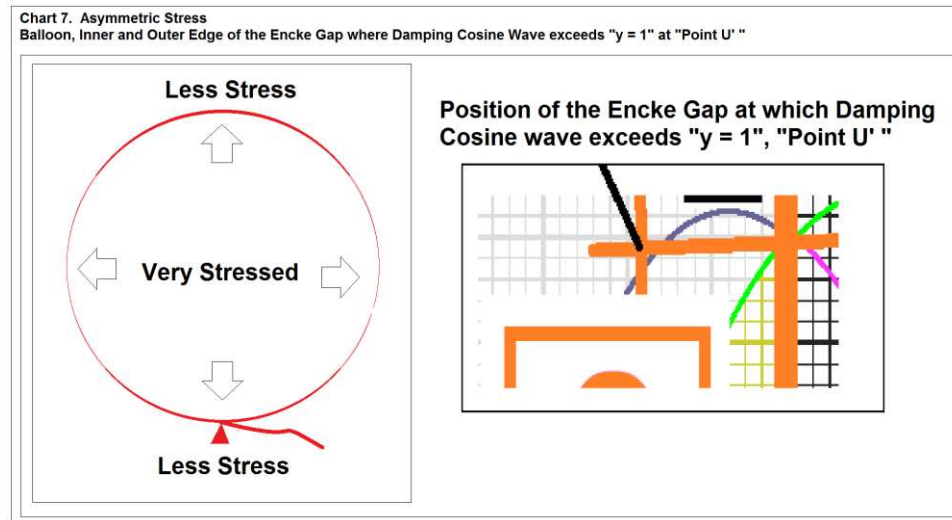 Chart 7.  Asymmetric Stress
Balloon, Inner and Outer Edge of the Encke Gap where Damping Cosine Wave exceeds "y = 1" at "Point U' "
Less Stress
Very Stressed
Less Stress
Position of the Encke Gap at which Damping
Cosine wave exceeds "y = 1", "Point U' "